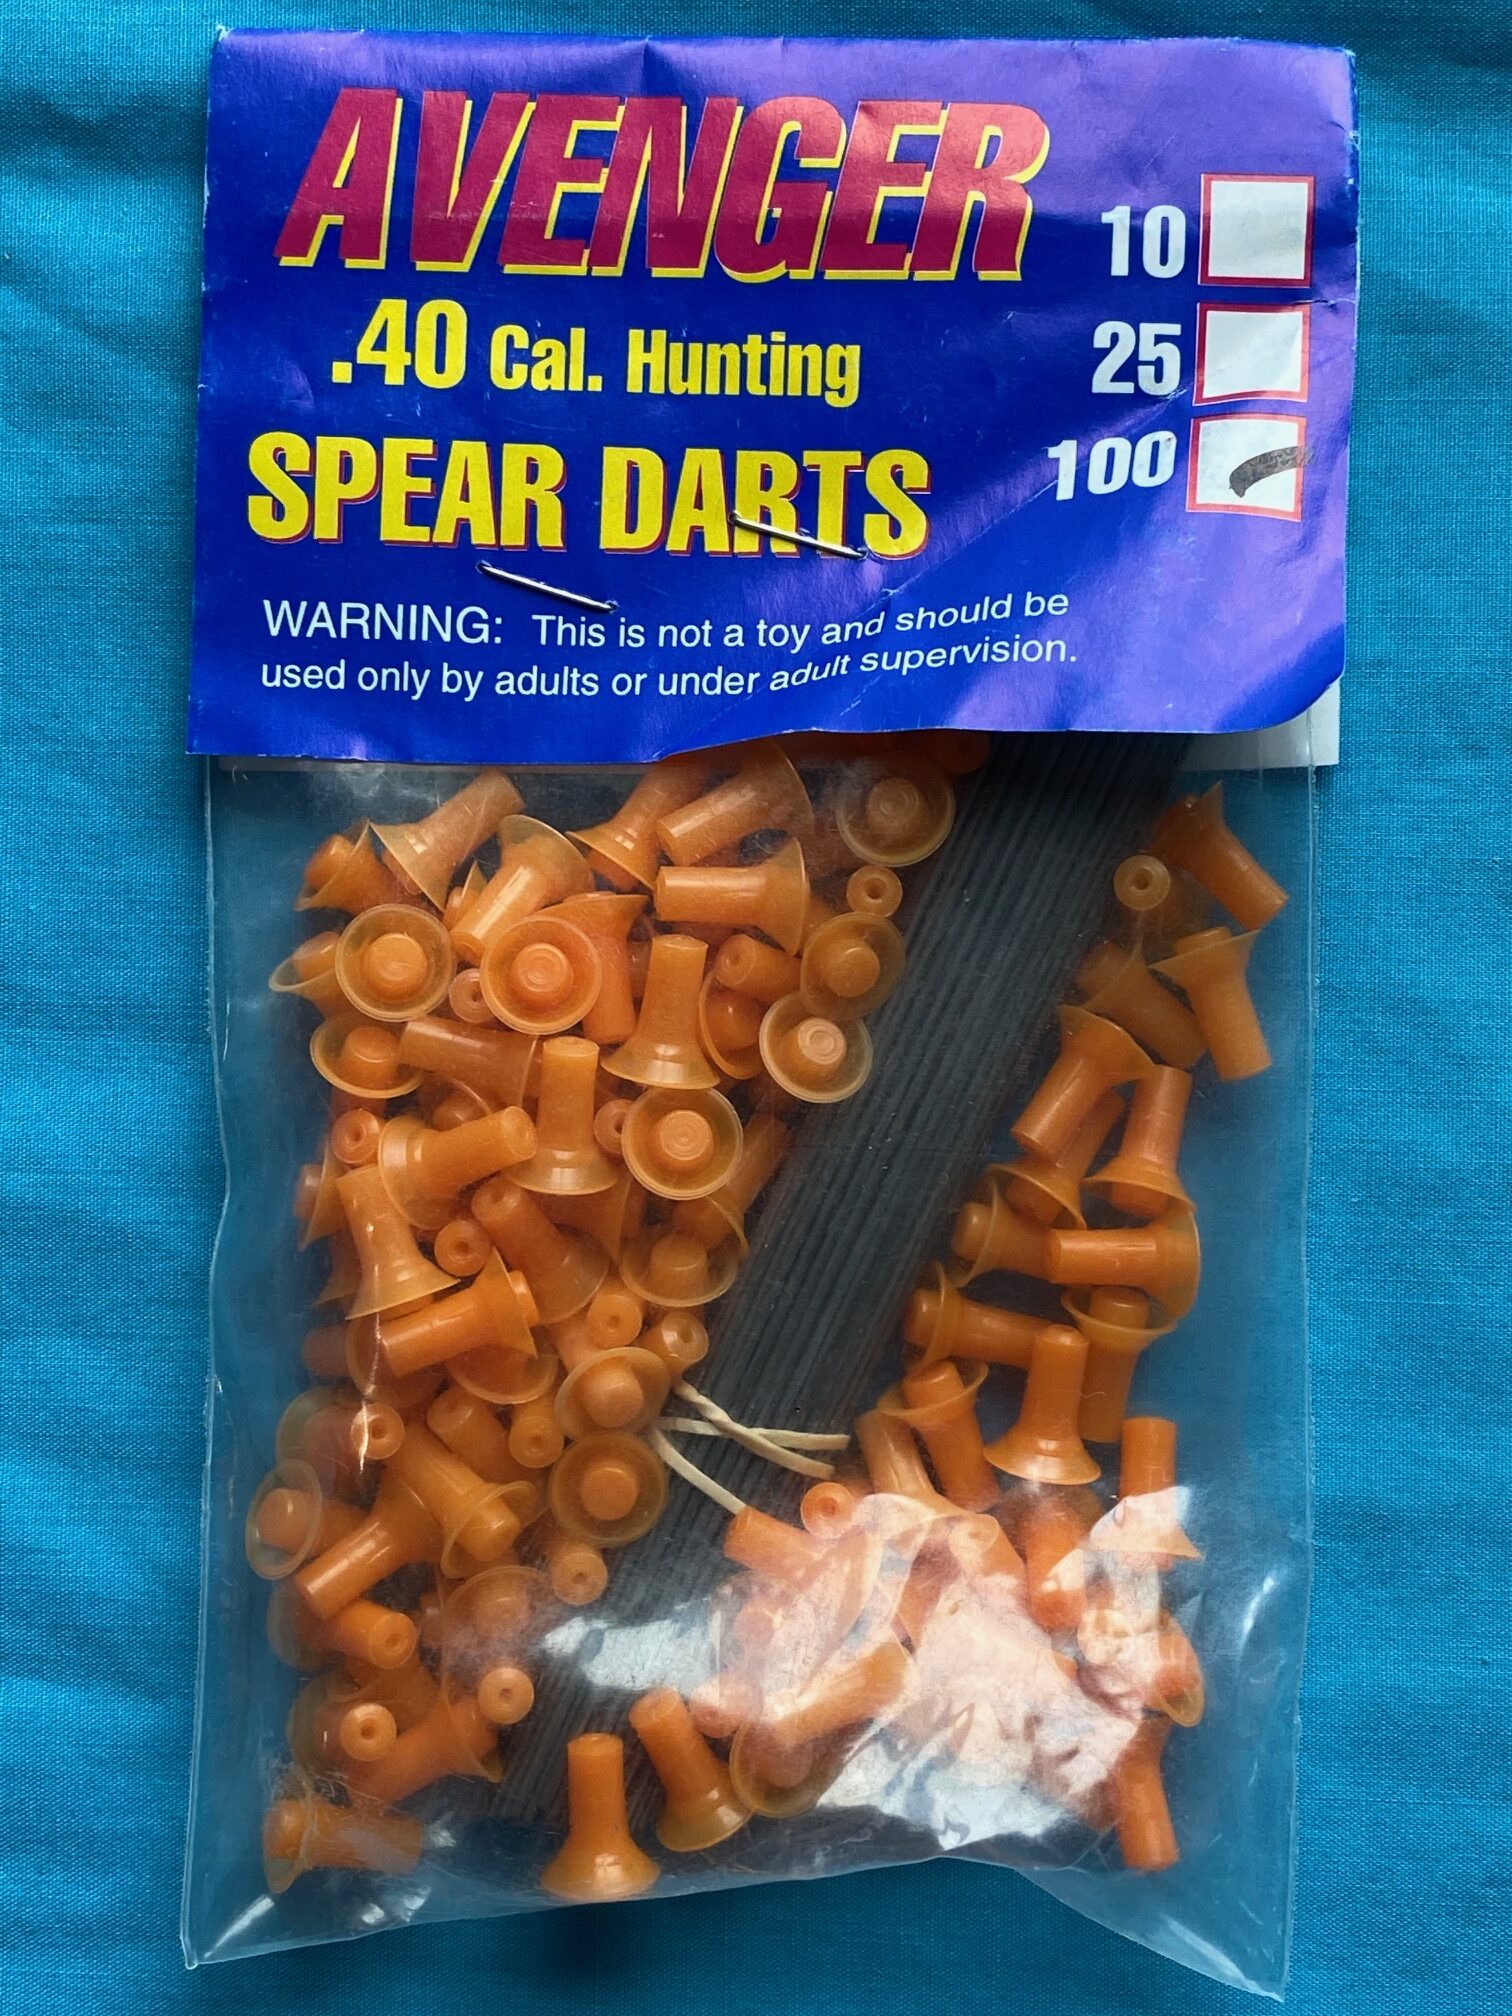 AVENGER
.40 Cal. Hunting
SPEAR DARTS
10
25
100
WARNING: This is not a toy and should be
used only by adults or under adult supervision.